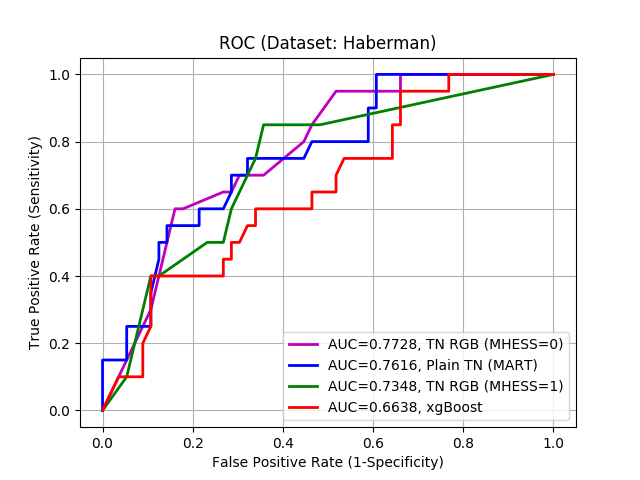 ROC (Dataset: Haberman)
True Positive Rate (Sensitivity)
1.0
0.8
0.6
0.4
0.2
0.0
AUC=0.7728, TN RGB (MHESS=0)
AUC=0.7616, Plain TN (MART)
AUC=0.7348, TN RGB (MHESS=1)
AUC=0.6638, xgBoost
0.0 0.2 0.4 0.6 0.8 1.0
False Positive Rate (1-Specificity)